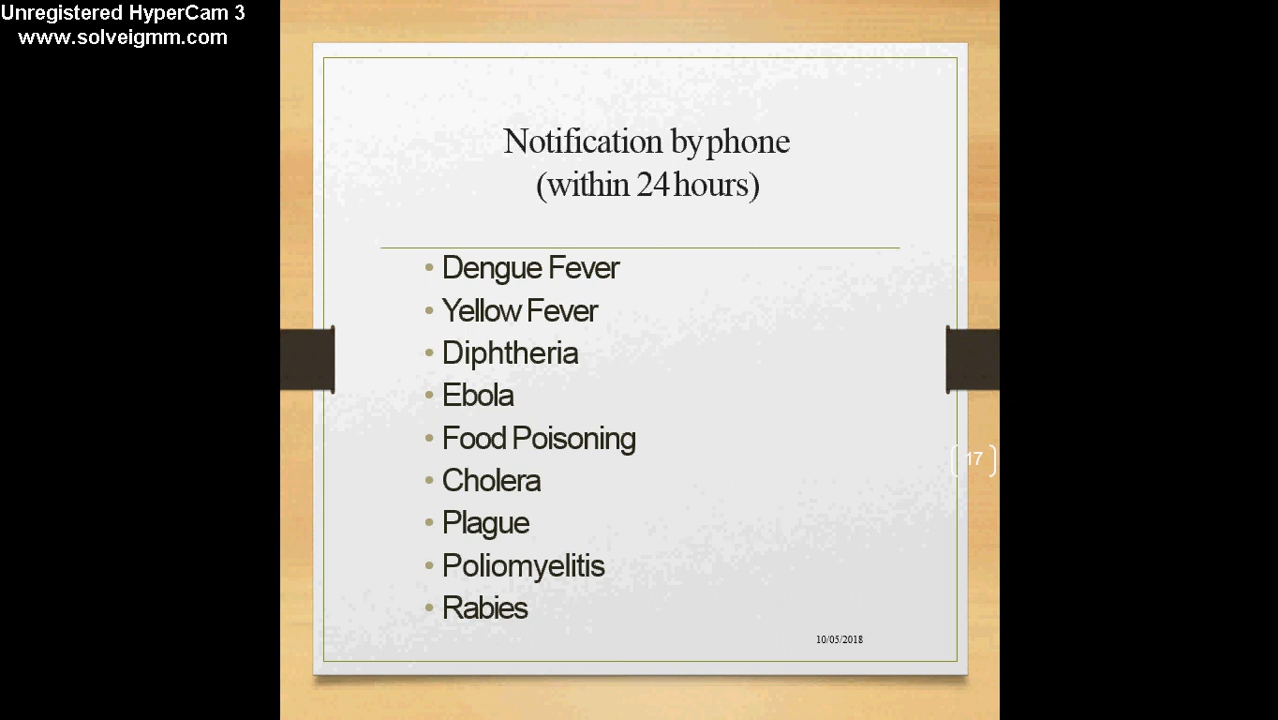 Unregistered HyperCam 3
www.solveigmm.com
Notification by phone
(within 24 hours)
• Dengue Fever
• Yellow Fever
• Diphtheria
• Ebola
• Food Poisoning
• Cholera
• Plague
• Poliomyelitis
• Rabies
17
10/05/2018